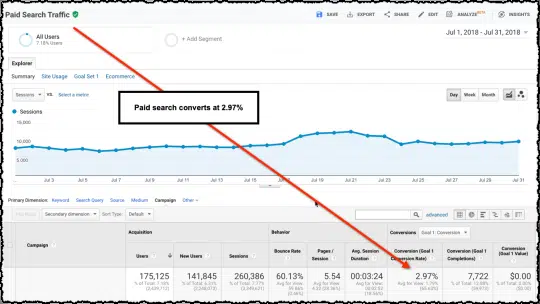 Paid Search Traffic
SAVE EXPORT SHARE EDIT ANALYZE BETA INSIGHTS
Jul 1, 2018 - Jul 31, 2018
All Users
7.18% Users
+ Add Segment
Explorer
Summary Site Usage Goal Set 1 Ecommerce
Sessions VS. Select a metric
Day Week Month
Sessions
Paid search converts at 2.97%
15,000
10,000
5,000
Jul 3 Jul 5 Jul 7 Jul 9 Jul 11 Jul 13 Jul 15 Jul 17 Jul 19 Jul 21 Jul 23 Jul 25 Jul 27 Jul 29 Jul 31
Primary Dimension: Keyword Search Query Source Medium Campaign Other
Secondary dimension Sort Type: Default
advanced
Campaign
Acquisition Behavior Conversions Goal 1: Conversion
Users New Users Sessions Bounce Rate Pages / Session Avg. Session Duration Conversion (Goal 1 Conversion Rate) Conversion (Goal 1 Completions) Conversion (Goal 1 Value)
175,125 141,845 260,386 60.13% 5.54 00:03:24 2.97% 7,722 $0.00